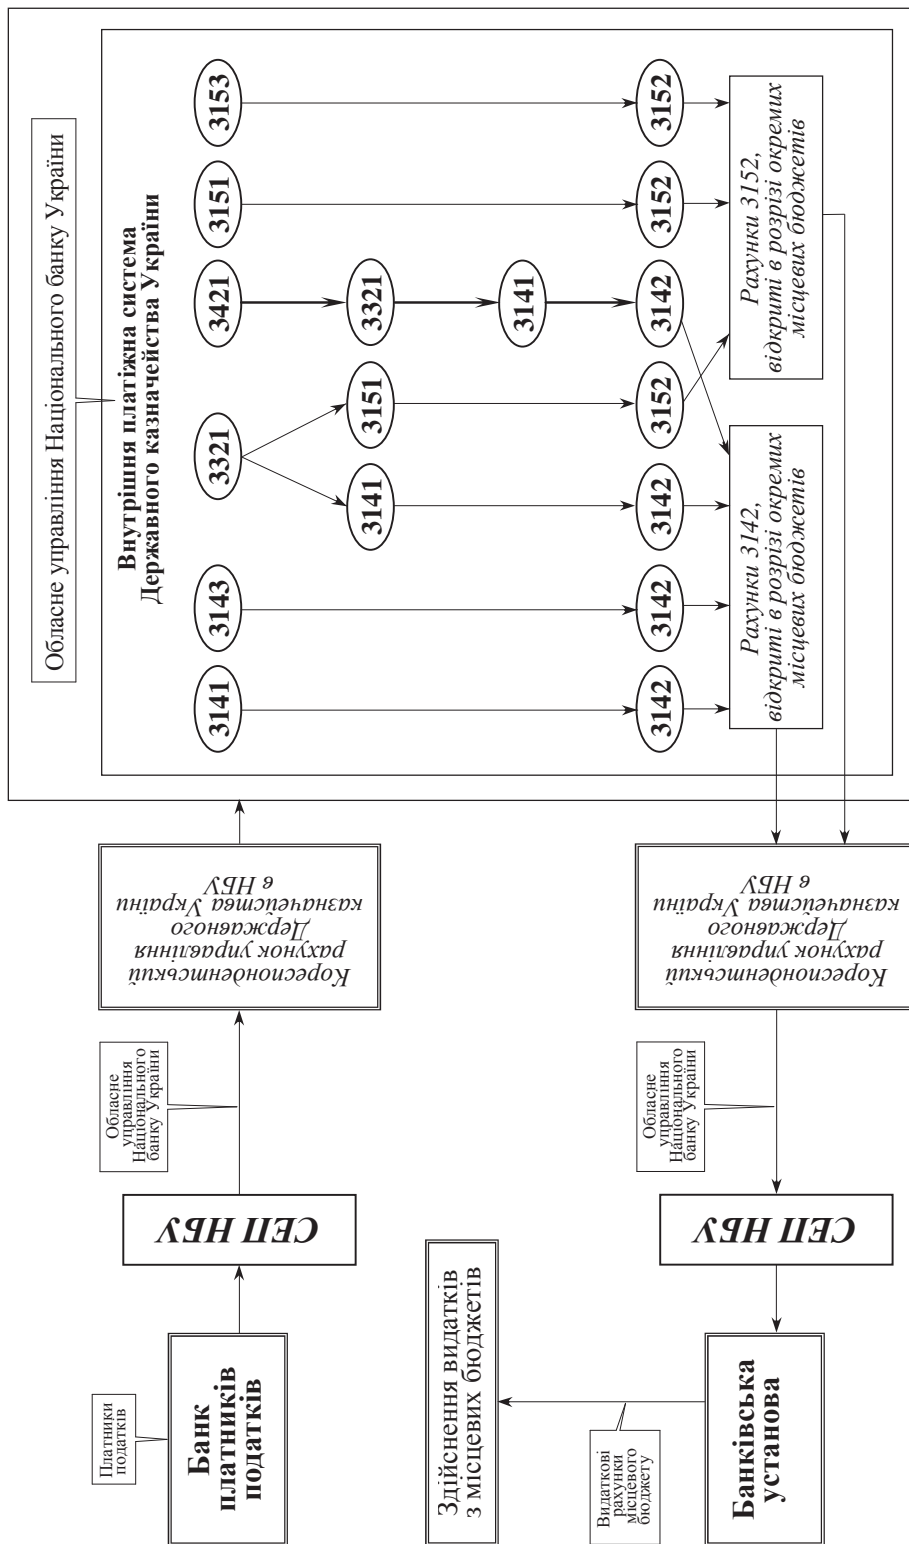 Платники
податків
Банк
платників
податків
СЕП НБУ
Обласне
управління
Національного
банку України
Кореспондентський
рахунок управління
Державного
казначейства України
в НБУ
Обласне управління Національного банку України
Внутрішня платіжна система
Державного казначейства України
3141
3143
3321
3421
3151
3153
3141
3151
3321
3141
3142
3142
3142
3152
3142
3152
3152
Рахунки 3142,
відкриті в розрізі окремих
місцевих бюджетів
Рахунки 3152,
відкриті в розрізі окремих
місцевих бюджетів
Здійснення видатків
з місцевих бюджетів
Видаткові
рахунки
місцевого
бюджету
Банківська
установа
СЕП НБУ
Обласне
управління
Національного
банку України
Кореспондентський
рахунок управління
Державного
казначейства України
в НБУ